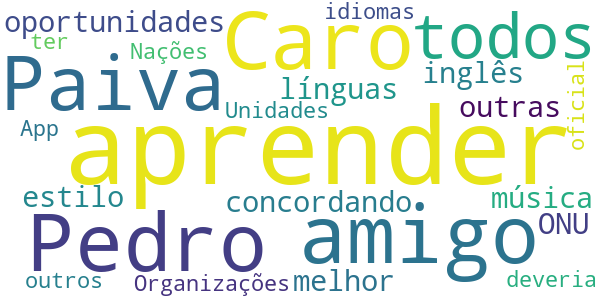 oportunidades
Caro
idiomas
todos
ter
Nações
Paiva
línguas
inglês
oficial
App
Unidades
outras
aprender
estilo
concordando
música
Pedro
amigo
ONU
outros
Organizações
melhor
deveria